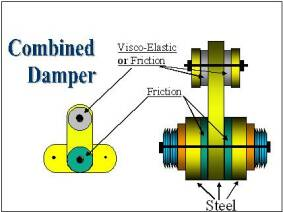 Combined
Damper
Visco-Elastic
or Friction
Friction
Steel